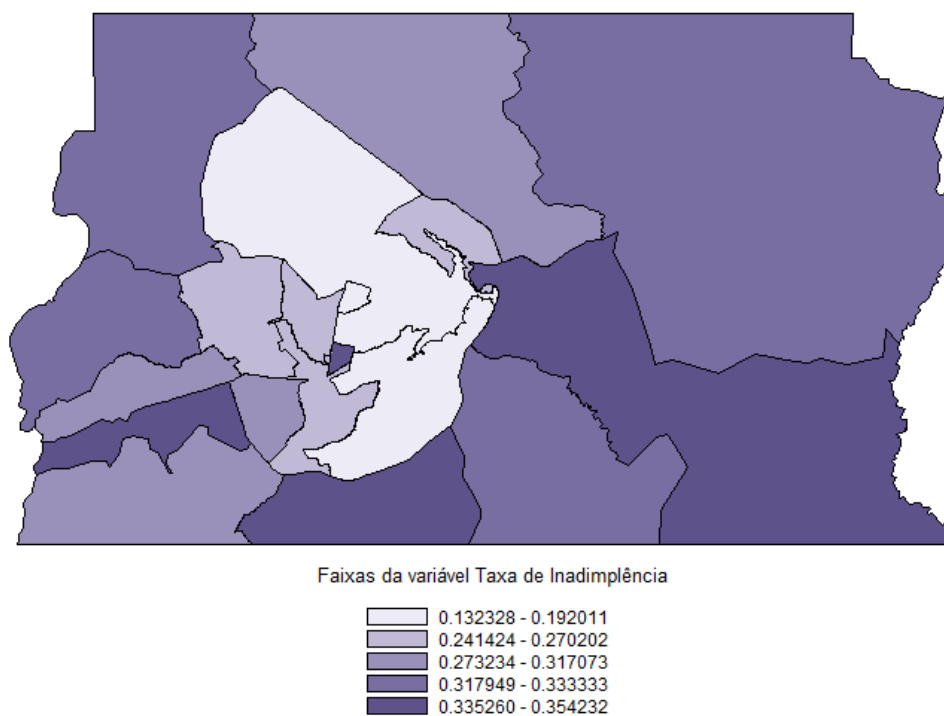 Faixas da variável Taxa de Inadimplência
0.132328 - 0.192011
0.241424 - 0.270202
0.273234 - 0.317073
0.317949 - 0.333333
0.335260 - 0.354232